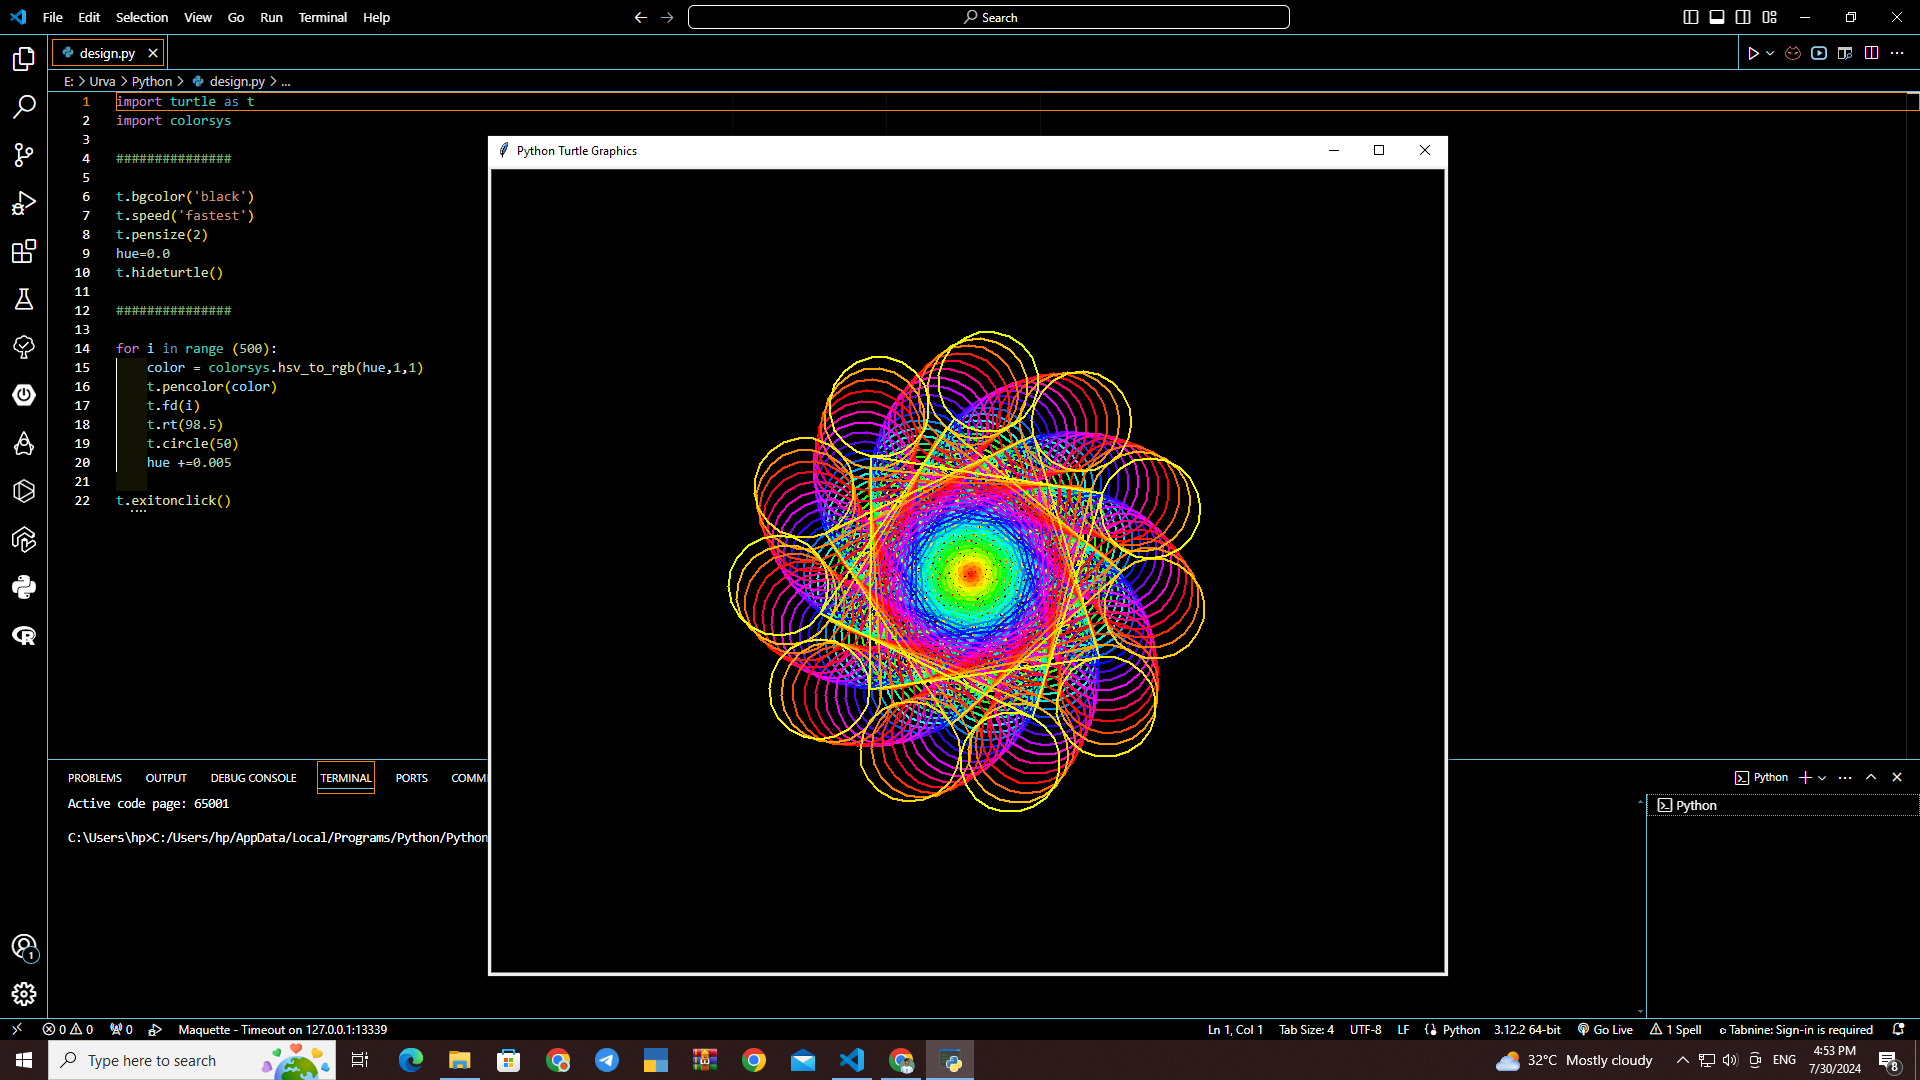 File Edit Selection View Go Run Terminal Help
Search
design.py
E: > Urva > Python > design.py > ...
1 import turtle as t
2 import colorsys
3
4 ###############
5
6 t.bgcolor('black')
7 t.speed('fastest')
8 t.pensize(2)
9 hue=0.0
10 t.hideturtle()
11
12 ###############
13
14 for i in range (500):
15 color = colorsys.hsv_to_rgb(hue,1,1)
16 t.pencolor(color)
17 t.fd(i)
18 t.rt(98.5)
19 t.circle(50)
20 hue +=0.005
21
22 t.exitonclick()
Python Turtle Graphics
PROBLEMS OUTPUT DEBUG CONSOLE TERMINAL PORTS COMM
Python
Active code page: 65001
Python
C:\Users\hp>C:/Users/hp/AppData/Local/Programs/Python/Python
1
0 0 0 Maquette - Timeout on 127.0.0.1:13339
Ln 1, Col 1 Tab Size: 4 UTF-8 LF Python 3.12.2 64-bit Go Live 1 Spell Tabnine: Sign-in is required
Type here to search
32°C Mostly cloudy
ENG
4:53 PM
7/30/2024
8